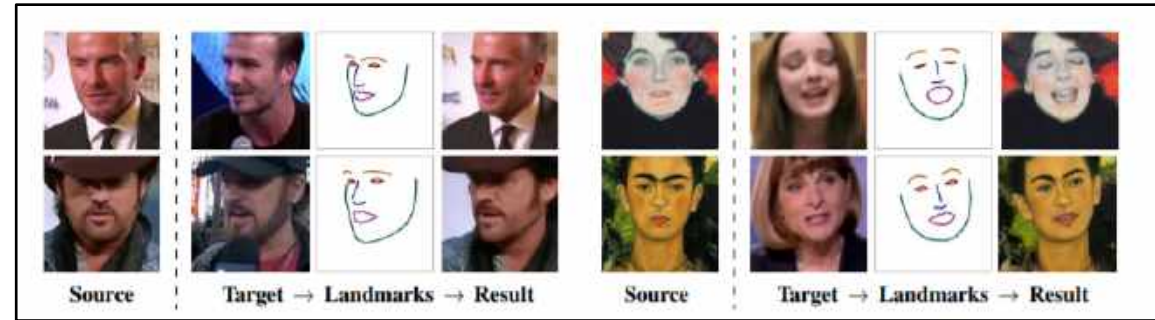 Source Target → Landmarks → Result Source Target → Landmarks → Result